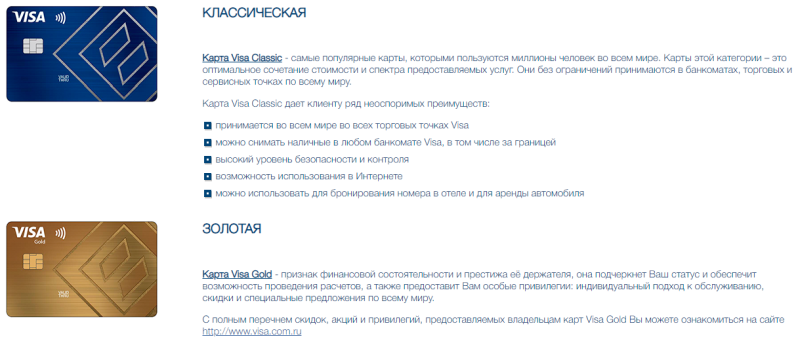 VISA
VALID
THRU
КЛАССИЧЕСКАЯ
Карта Visa Classic - самые популярные карты, которыми пользуются миллионы человек во всем мире. Карты этой категории – это
оптимальное сочетание стоимости и спектра предоставляемых услуг. Они без ограничений принимаются в банкоматах, торговых и
сервисных точках по всему миру.
Карта Visa Classic дает клиенту ряд неоспоримых преимуществ:
принимается во всем мире во всех торговых точках Visa
можно снимать наличные в любом банкомате Visa, в том числе за границей
высокий уровень безопасности и контроля
возможность использования в Интернете
можно использовать для бронирования номера в отеле и для аренды автомобиля
VISA
Gold
VALID
THRU
ЗОЛОТАЯ
Карта Visa Gold - признак финансовой состоятельности и престижа её держателя, она подчеркнет Ваш статус и обеспечит
возможность проведения расчетов, а также предоставит Вам особые привилегии: индивидуальный подход к обслуживанию,
скидки и специальные предложения по всему миру.
С полным перечнем скидок, акций и привилегий, предоставляемых владельцам карт Visa Gold Вы можете ознакомиться на сайте
http://www.visa.com.ru